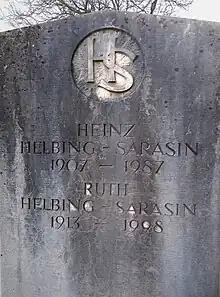 HS
HEINZ
HELBING - SARASIN
1907 - 1987
RUTH
HELBING - SARASIN
1913 - 1998